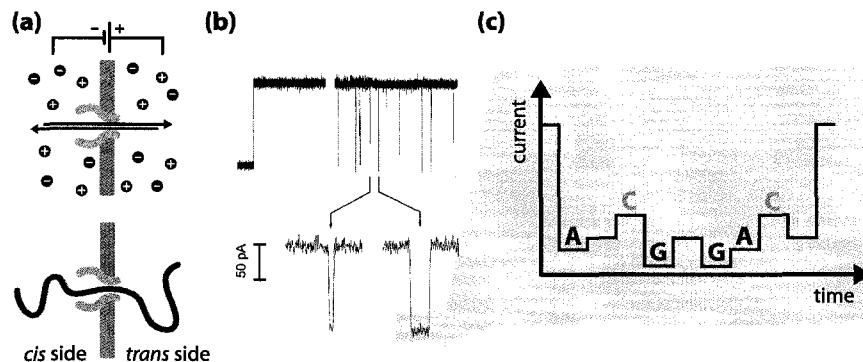 (a)
− +
− − + −
+ + −
+ − + −
− + − +
cis side trans side
(b)
50 pA
(c)
current
A C G G A C
time